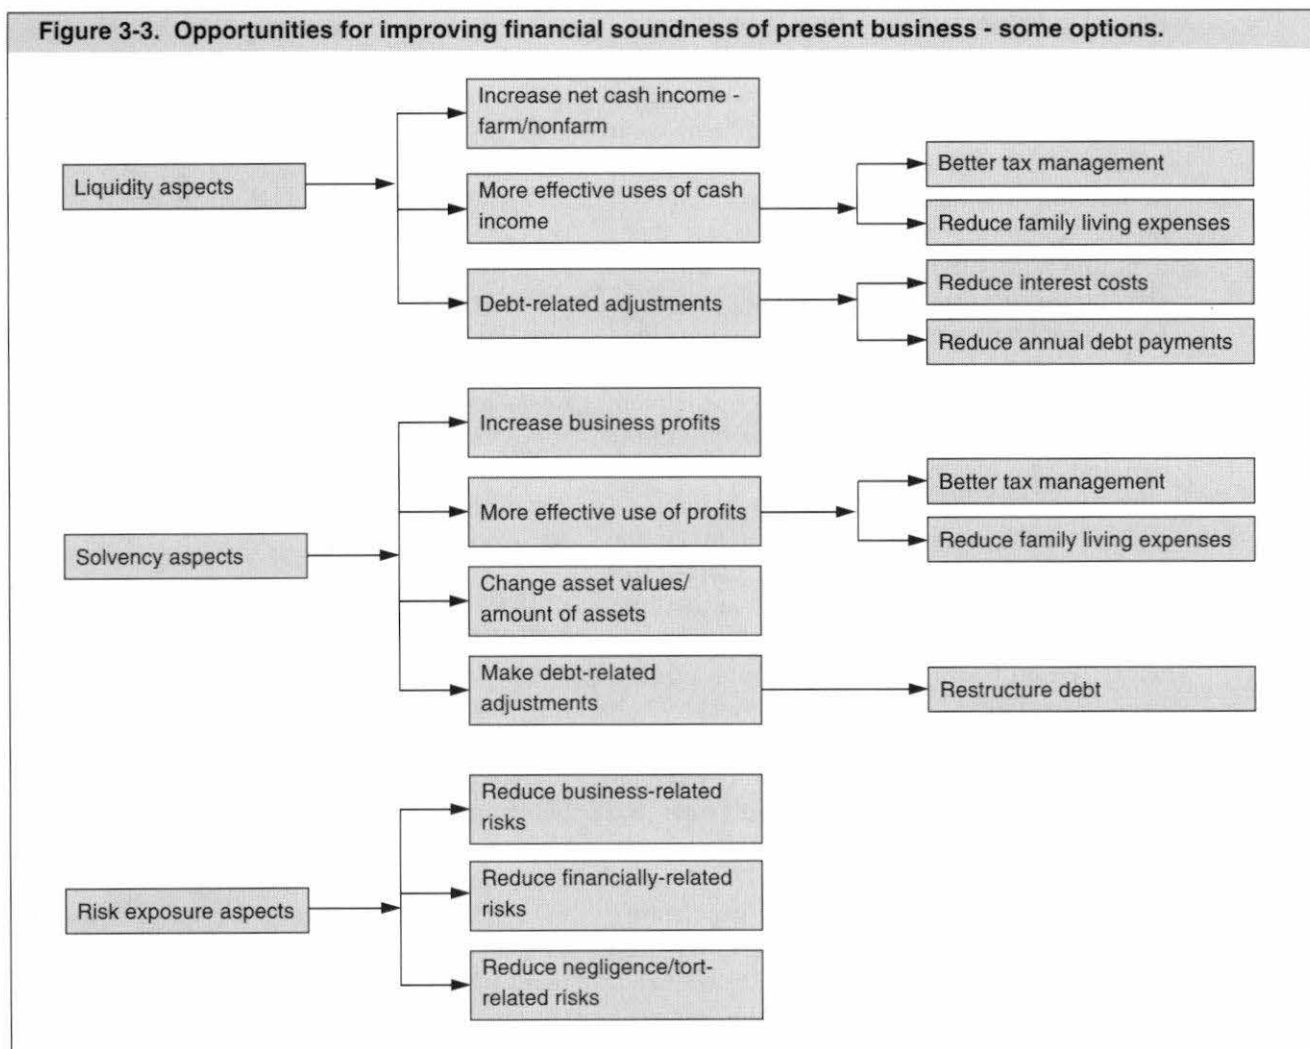 Figure 3-3. Opportunities for improving financial soundness of present business - some options.
Liquidity aspects
Increase net cash income -
farm/nonfarm
More effective uses of cash
income
Better tax management
Reduce family living expenses
Debt-related adjustments
Reduce interest costs
Reduce annual debt payments
Solvency aspects
Increase business profits
More effective use of profits
Better tax management
Reduce family living expenses
Change asset values/
amount of assets
Make debt-related
adjustments
Restructure debt
Risk exposure aspects
Reduce business-related
risks
Reduce financially-related
risks
Reduce negligence/tort-
related risks